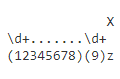 X
\d+.......\d+
(12345678)(9)z